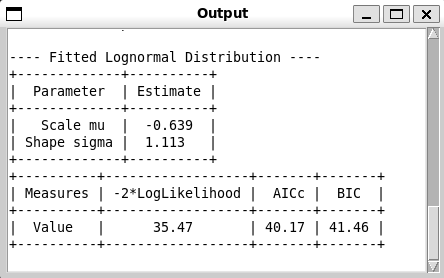 Output
---- Fitted Lognormal Distribution ----
+-------------+----------+
|  Parameter  | Estimate |
+-------------+----------+
|   Scale mu  |  -0.639  |
| Shape sigma |  1.113   |
+-------------+----------+
+----------+------------------+-------+-------+
| Measures | -2*LogLikelihood |  AICc |  BIC  |
+----------+------------------+-------+-------+
|  Value   |      35.47       | 40.17 | 41.46 |
+----------+------------------+-------+-------+